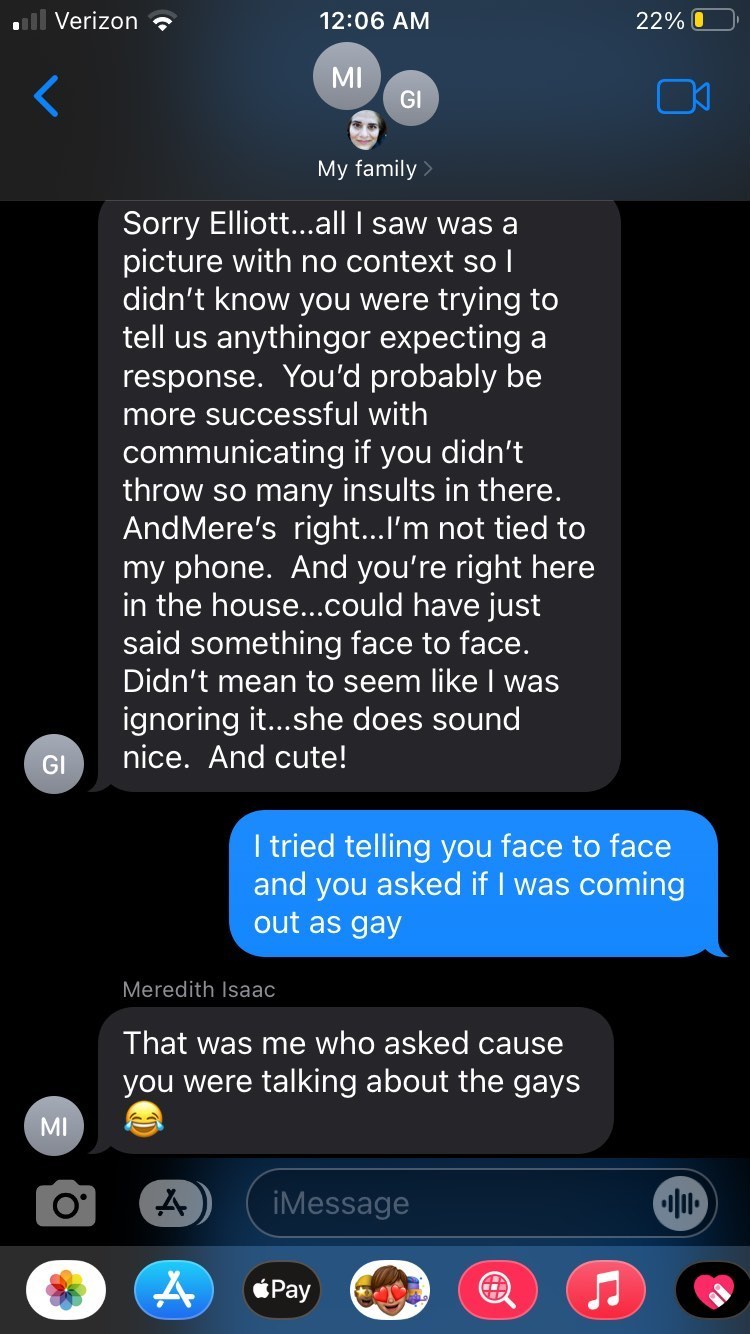 Verizon 12:06 AM 22%
MI
GI
My family
Sorry Elliott...all I saw was a
picture with no context so I
didn't know you were trying to
tell us anythingor expecting a
response.  You'd probably be
more successful with
communicating if you didn't
throw so many insults in there.
AndMere's  right...I'm not tied to
my phone.  And you're right here
in the house...could have just
said something face to face.
Didn't mean to seem like I was
ignoring it...she does sound
nice.  And cute!
GI
I tried telling you face to face
and you asked if I was coming
out as gay
Meredith Isaac
That was me who asked cause
you were talking about the gays
😂
MI
iMessage
Pay